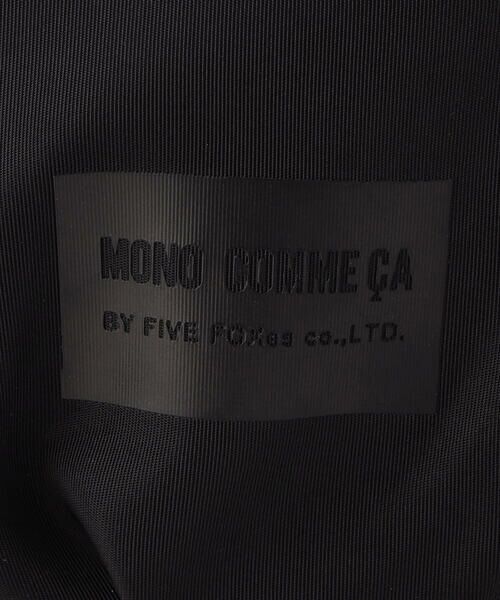 MONO COMME ÇA
BY FIVE FOXes co.,LTD.